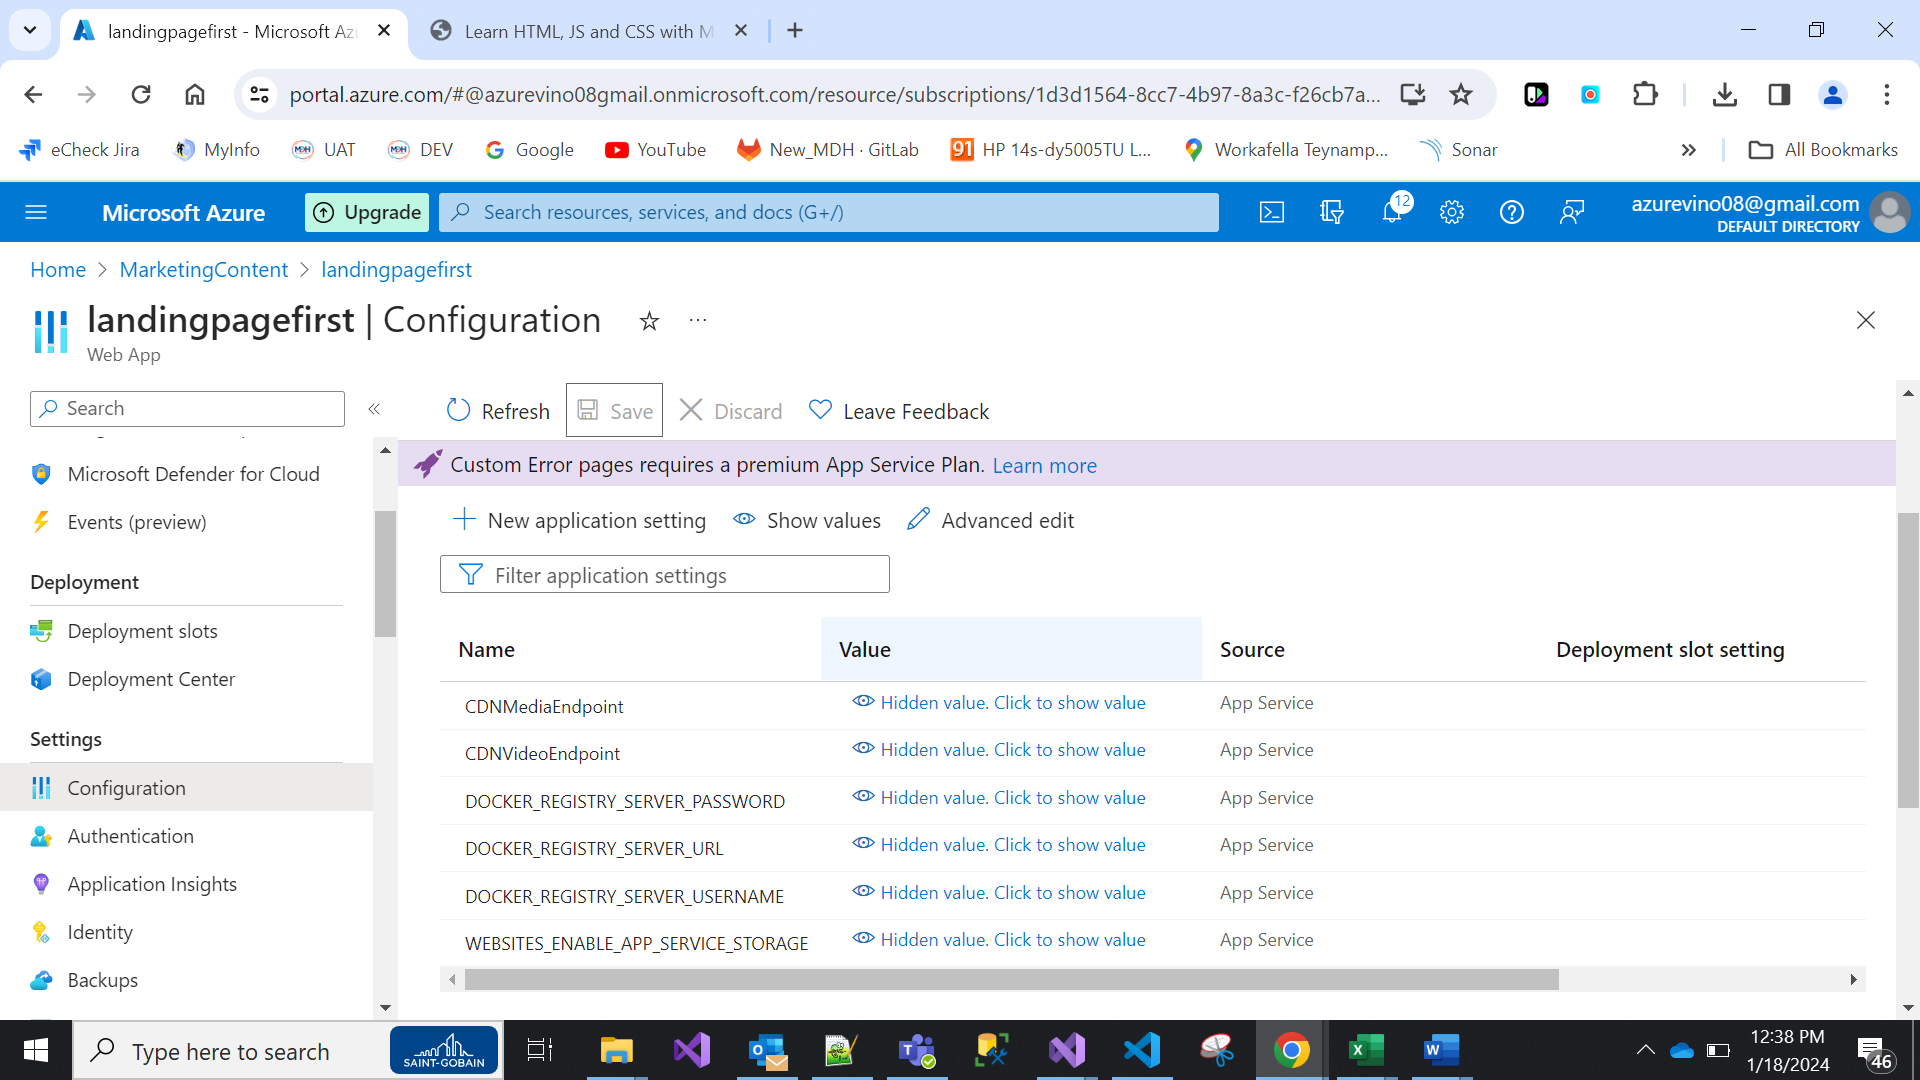 landingpagefirst - Microsoft Az
Learn HTML, JS and CSS with M
portal.azure.com/#@azurevino08gmail.onmicrosoft.com/resource/subscriptions/1d3d1564-8cc7-4b97-8a3c-f26cb7a...
eCheck Jira
MyInfo
UAT
DEV
Google
YouTube
New_MDH · GitLab
HP 14s-dy5005TU L...
Workafella Teynamp...
Sonar
»
All Bookmarks
Microsoft Azure
Upgrade
Search resources, services, and docs (G+/)
12
azurevino08@gmail.com
DEFAULT DIRECTORY
Home > MarketingContent > landingpagefirst
landingpagefirst | Configuration
Web App
Search
Refresh
Save
Discard
Leave Feedback
Custom Error pages requires a premium App Service Plan. Learn more
Microsoft Defender for Cloud
Events (preview)
Deployment
Deployment slots
Deployment Center
Settings
Configuration
Authentication
Application Insights
Identity
Backups
New application setting
Show values
Advanced edit
Filter application settings
Name Value Source Deployment slot setting
CDNMediaEndpoint Hidden value. Click to show value App Service
CDNVideoEndpoint Hidden value. Click to show value App Service
DOCKER_REGISTRY_SERVER_PASSWORD Hidden value. Click to show value App Service
DOCKER_REGISTRY_SERVER_URL Hidden value. Click to show value App Service
DOCKER_REGISTRY_SERVER_USERNAME Hidden value. Click to show value App Service
WEBSITES_ENABLE_APP_SERVICE_STORAGE Hidden value. Click to show value App Service
Type here to search
SAINT-GOBAIN
12:38 PM
1/18/2024
46